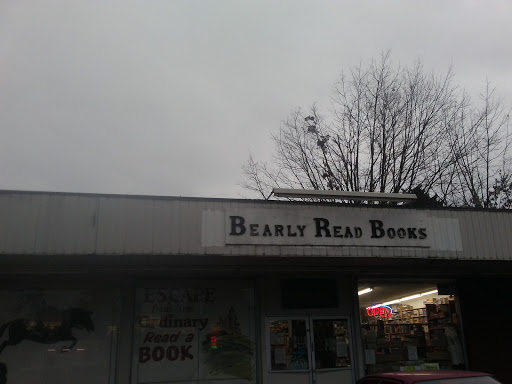 BEARLY READ BOOKS
ESCAPE
Ordinary
Read a
BOOK
OPEN